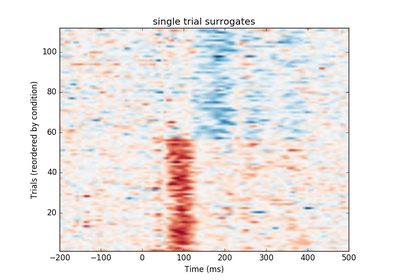 single trial surrogates
Trials (reordered by condition)
100
80
60
40
20
−200 −100 0 100 200 300 400 500
Time (ms)